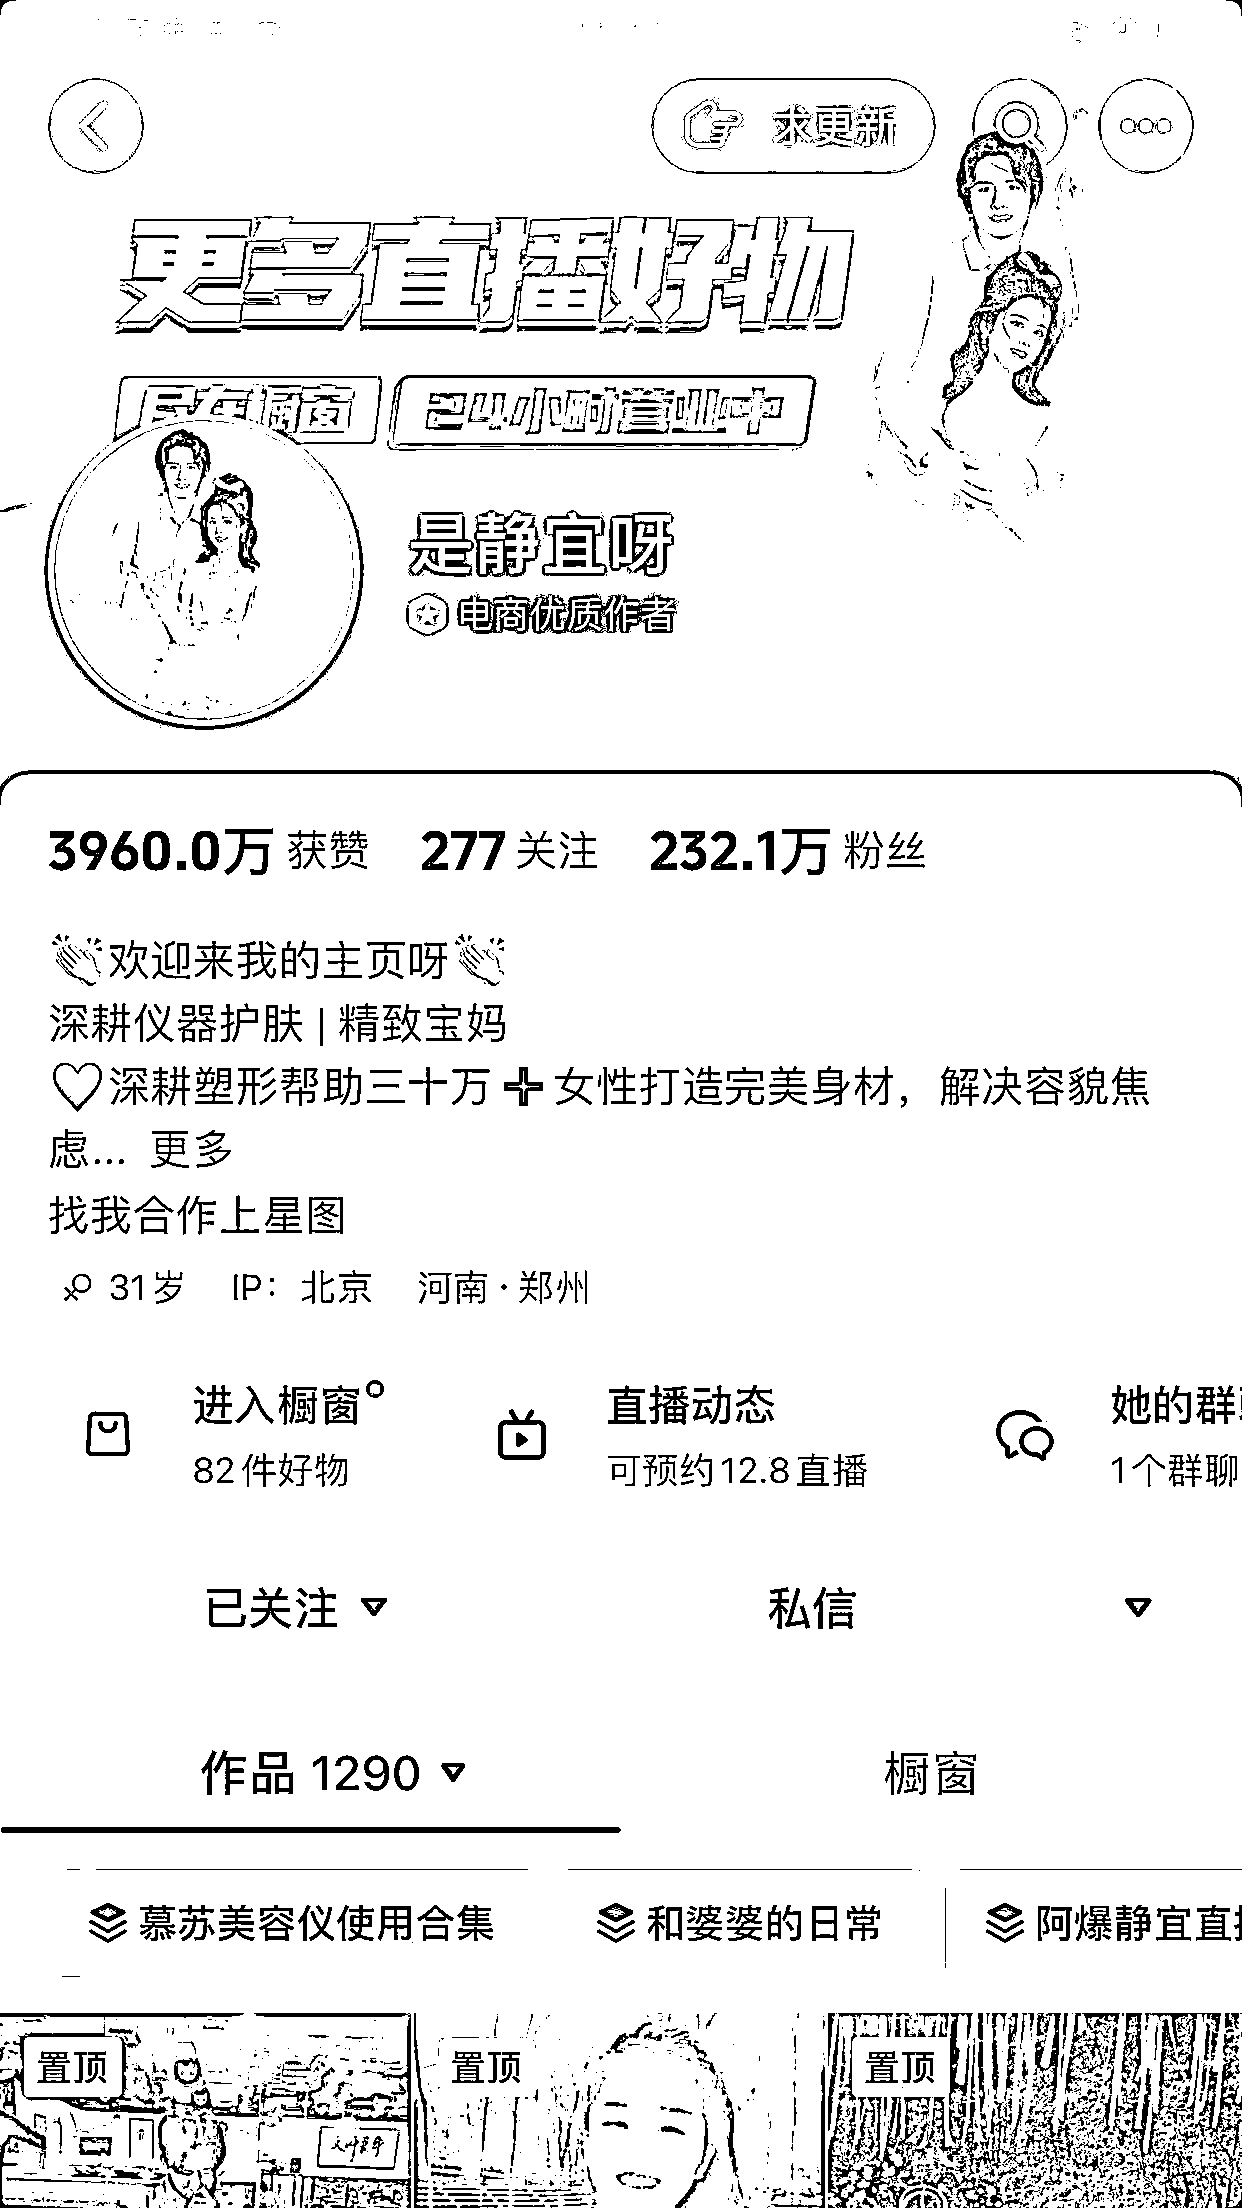 求更新
更多直播好物
尽在橱窗 24小时营业中
是静宜呀
电商优质作者
3960.0万 获赞 277 关注 232.1万 粉丝
👏欢迎来我的主页呀👏
深耕仪器护肤 | 精致宝妈
♡深耕塑形帮助三十万➕女性打造完美身材，解决容貌焦
虑... 更多
找我合作上星图
31岁 IP：北京 河南·郑州
进入橱窗 直播动态 她的群
82件好物 可预约12.8直播 1个群聊
已关注 私信
作品 1290 橱窗
慕苏美容仪使用合集 和婆婆的日常 阿爆静宜直播
置顶 置顶 置顶